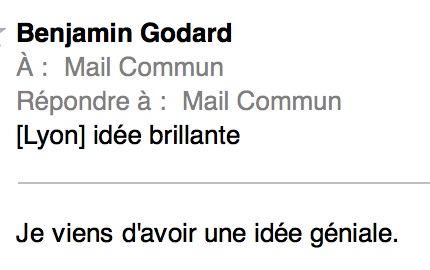 Benjamin Godard
À :  Mail Commun
Répondre à :  Mail Commun
[Lyon] idée brillante
Je viens d'avoir une idée géniale.